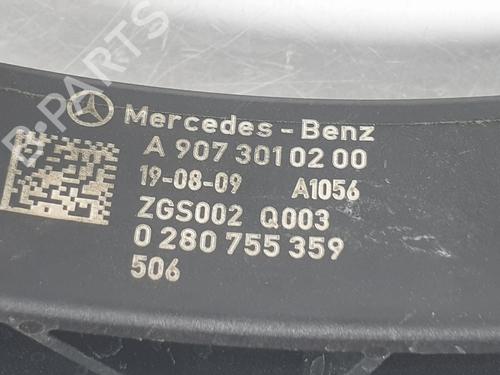 Mercedes-Benz
A 907 301 02 00
19-08-09 A1056
ZGS002 Q003
0 280 755 359
506
B-PARTS